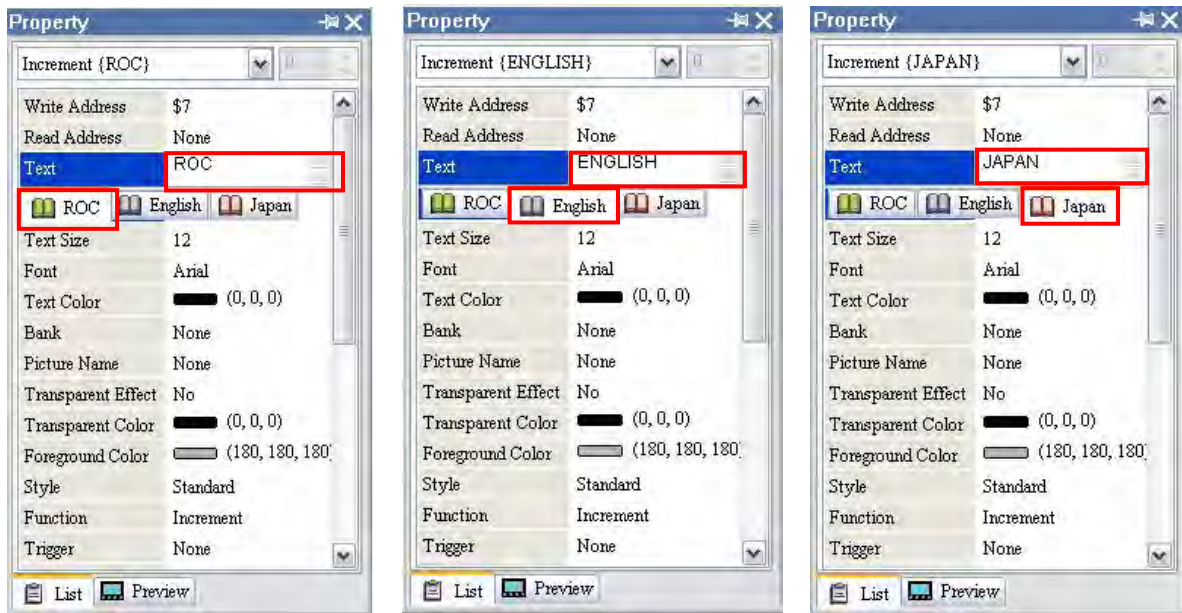 Property
Increment {ROC}
0
Write Address $7
Read Address None
Text ROC
ROC English Japan
Text Size 12
Font Arial
Text Color (0, 0, 0)
Bank None
Picture Name None
Transparent Effect No
Transparent Color (0, 0, 0)
Foreground Color (180, 180, 180
Style Standard
Function Increment
Trigger None
List Preview
Property
Increment {ENGLISH}
0
Write Address $7
Read Address None
Text ENGLISH
ROC English Japan
Text Size 12
Font Arial
Text Color (0, 0, 0)
Bank None
Picture Name None
Transparent Effect No
Transparent Color (0, 0, 0)
Foreground Color (180, 180, 180
Style Standard
Function Increment
Trigger None
List Preview
Property
Increment {JAPAN}
0
Write Address $7
Read Address None
Text JAPAN
ROC English Japan
Text Size 12
Font Arial
Text Color (0, 0, 0)
Bank None
Picture Name None
Transparent Effect No
Transparent Color (0, 0, 0)
Foreground Color (180, 180, 180
Style Standard
Function Increment
Trigger None
List Preview